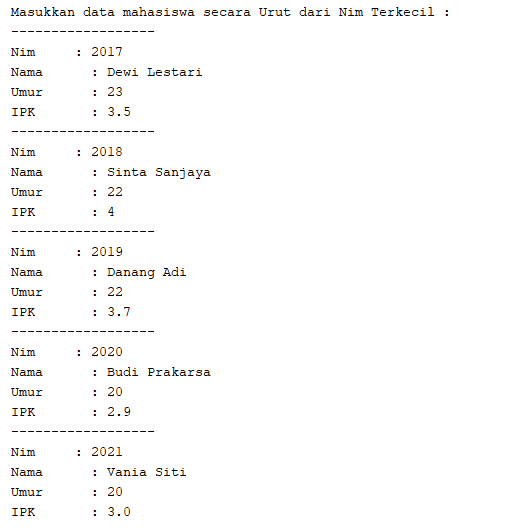 Masukkan data mahasiswa secara Urut dari Nim Terkecil :
------------------
Nim : 2017
Nama : Dewi Lestari
Umur : 23
IPK : 3.5
------------------
Nim : 2018
Nama : Sinta Sanjaya
Umur : 22
IPK : 4
------------------
Nim : 2019
Nama : Danang Adi
Umur : 22
IPK : 3.7
------------------
Nim : 2020
Nama : Budi Prakarsa
Umur : 20
IPK : 2.9
------------------
Nim : 2021
Nama : Vania Siti
Umur : 20
IPK : 3.0